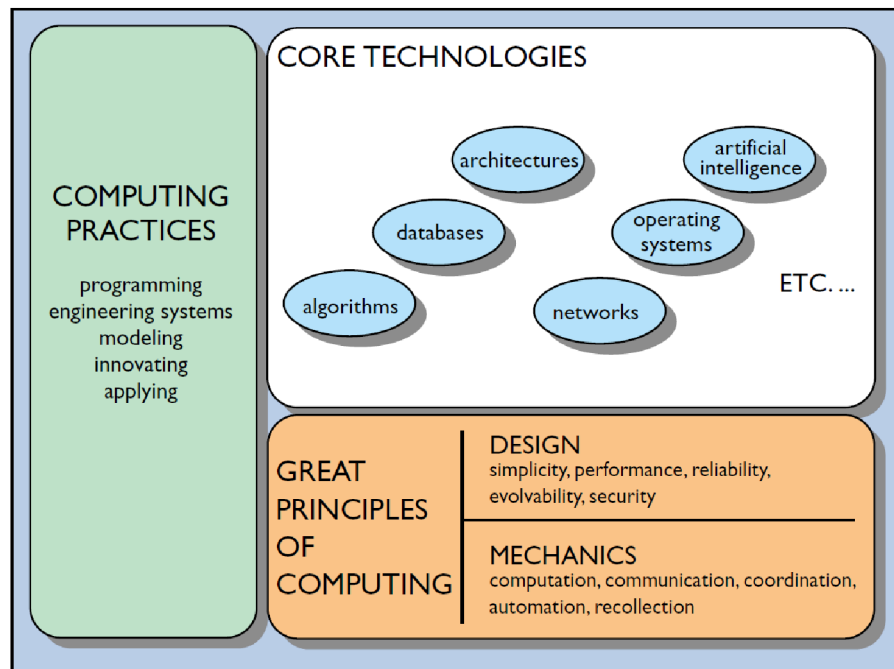 COMPUTING
PRACTICES
programming
engineering systems
modeling
innovating
applying
CORE TECHNOLOGIES
architectures
artificial
intelligence
databases
operating
systems
algorithms
networks
ETC. ...
GREAT
PRINCIPLES
OF
COMPUTING
DESIGN
simplicity, performance, reliability,
evolvability, security
MECHANICS
computation, communication, coordination,
automation, recollection